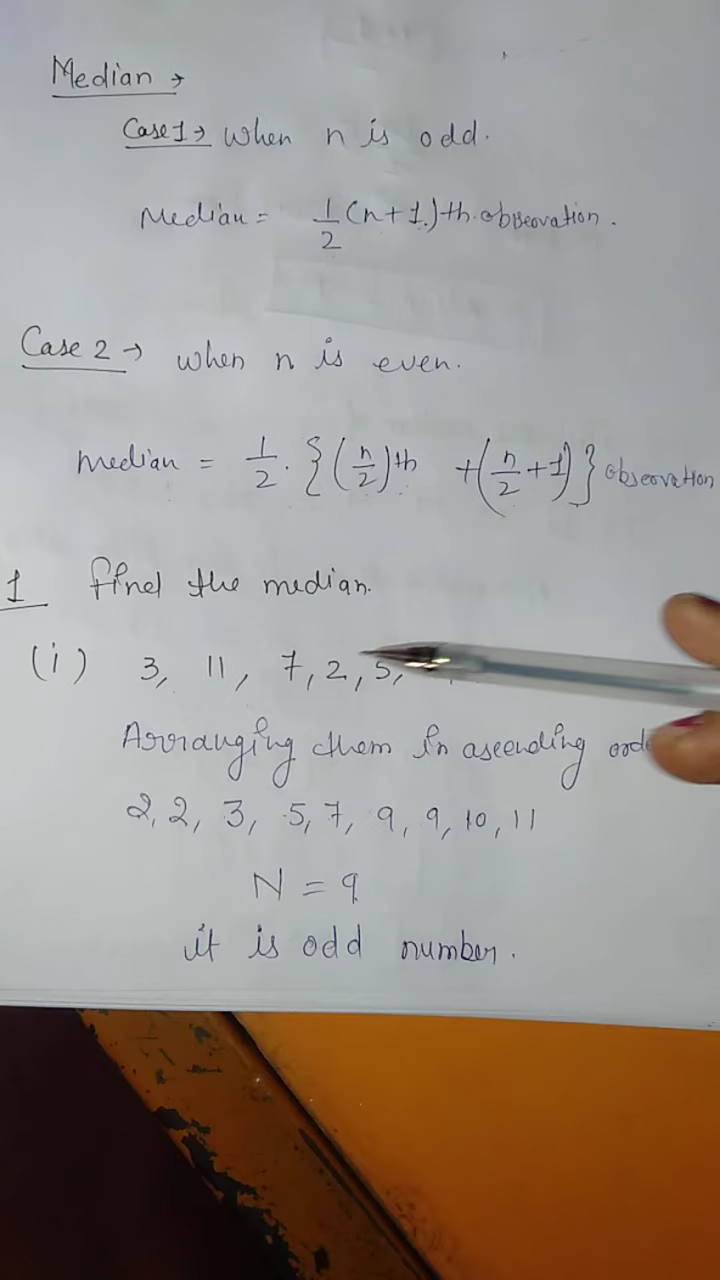 Median →
Case 1 → when n is odd.
Median = 1/2 (n+1)th observation.
Case 2 → when n is even.
median = 1/2 . {(n/2)th + (n/2 + 1)} observation
1 find the median.
(i) 3, 11, 7, 2, 5,
Arranging them in ascending
2, 2, 3, 5, 7, 9, 9, 10, 11
N = 9
it is odd number.